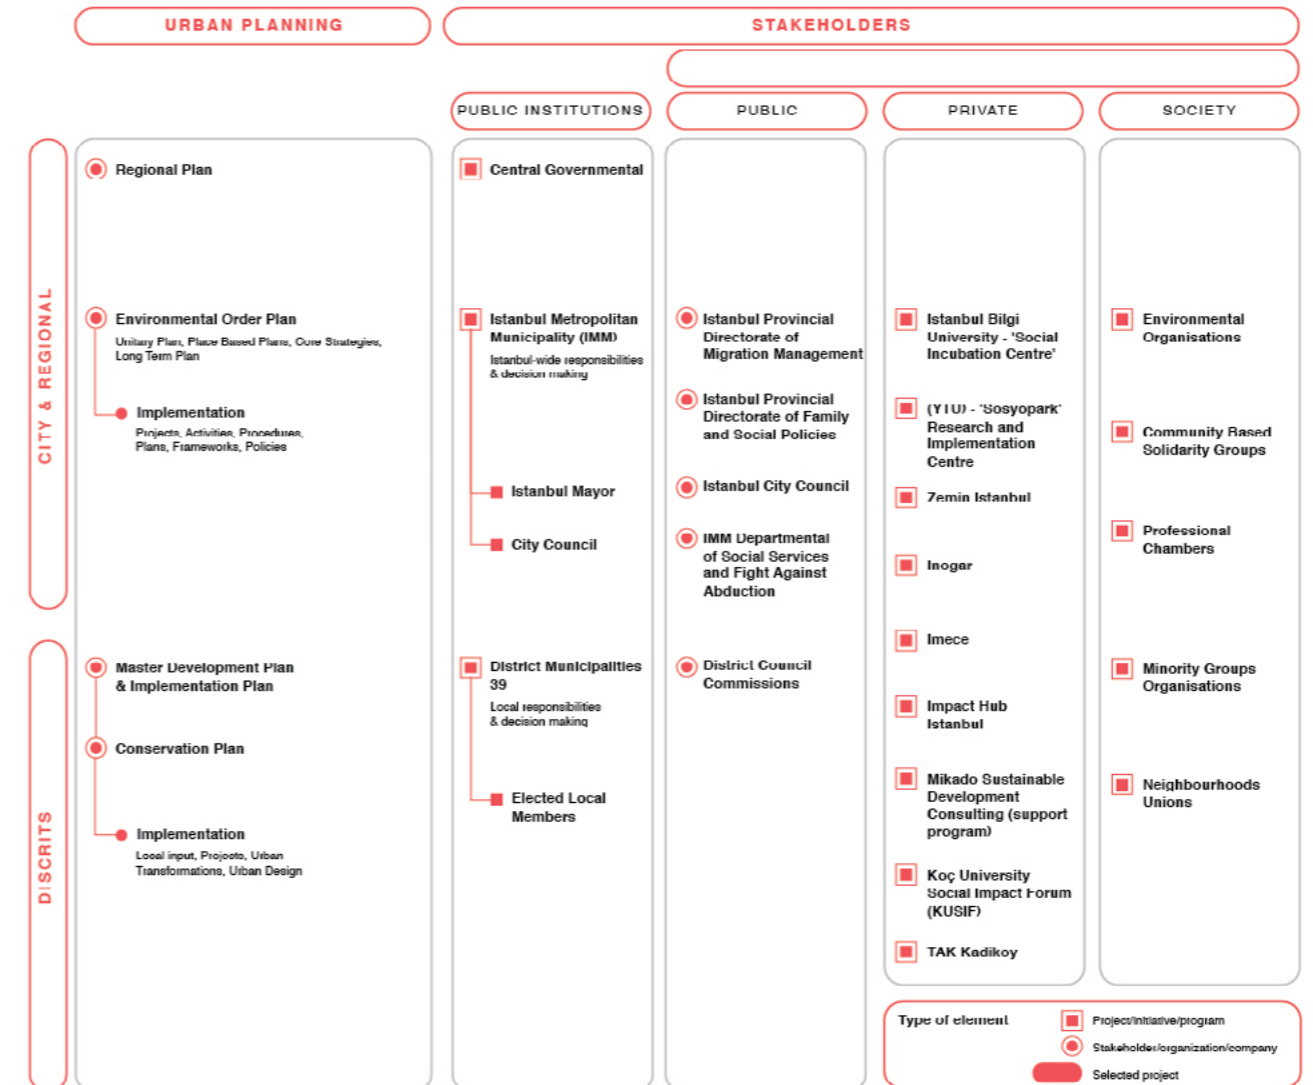 URBAN PLANNING
STAKEHOLDERS
PUBLIC INSTITUTIONS
PUBLIC
PRIVATE
SOCIETY
CITY & REGIONAL
DISCRITS
Regional Plan
Environmental Order Plan
Unitary Plan, Place Based Plans, Core Strategies,
Long Term Plan
Implementation
Projects, Activities, Procedures,
Plans, Frameworks, Policies
Master Development Plan
& Implementation Plan
Conservation Plan
Implementation
Local input, Projects, Urban
Transformations, Urban Design
Central Governmental
Istanbul Metropolitan
Municipality (IMM)
Istanbul-wide responsibilities
& decision making
Istanbul Mayor
City Council
District Municipalities
39
Local responsibilities
& decision making
Elected Local
Members
Istanbul Provincial
Directorate of
Migration Management
Istanbul Provincial
Directorate of Family
and Social Policies
Istanbul City Council
IMM Departmental
of Social Services
and Fight Against
Abduction
District Council
Commissions
Istanbul Bilgi
University - 'Social
Incubation Centre'
(YTU) - 'Sosyopark'
Research and
Implementation
Centre
Zemin Istanbul
Inogar
Imece
Impact Hub
Istanbul
Mikado Sustainable
Development
Consulting (support
program)
Koç University
Social Impact Forum
(KUSIF)
TAK Kadikoy
Environmental
Organisations
Community Based
Solidarity Groups
Professional
Chambers
Minority Groups
Organisations
Neighbourhoods
Unions
Type of element
Project/initiative/program
Stakeholder/organization/company
Selected project